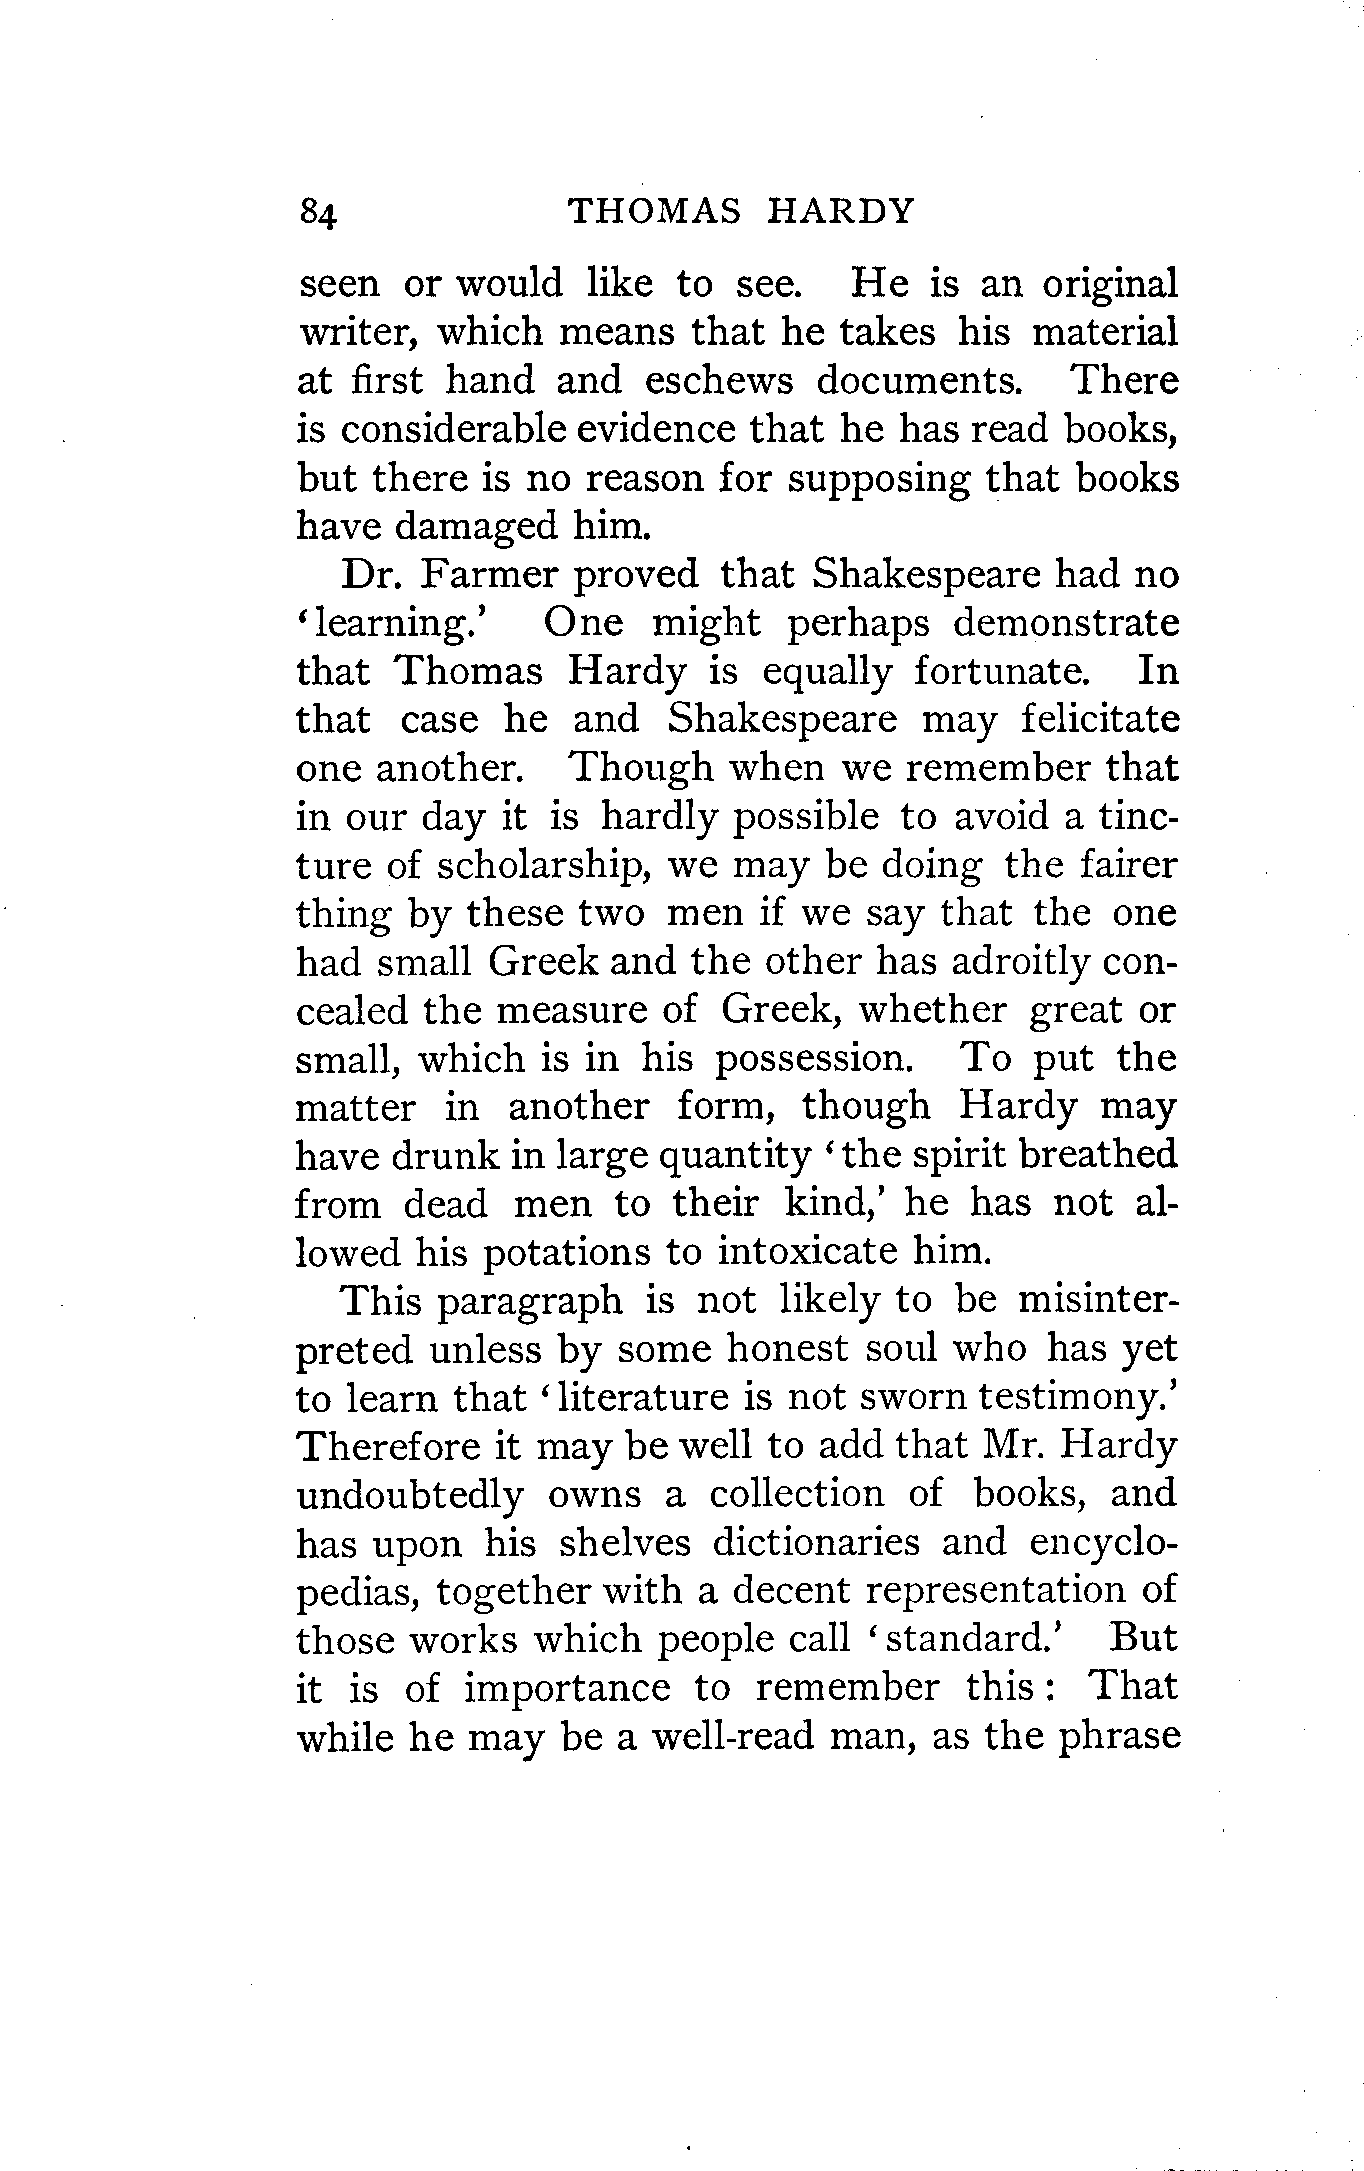 84 THOMAS HARDY
seen or would like to see. He is an original
writer, which means that he takes his material
at first hand and eschews documents. There
is considerable evidence that he has read books,
but there is no reason for supposing that books
have damaged him.
Dr. Farmer proved that Shakespeare had no
‘learning.’ One might perhaps demonstrate
that Thomas Hardy is equally fortunate. In
that case he and Shakespeare may felicitate
one another. Though when we remember that
in our day it is hardly possible to avoid a tinc-
ture of scholarship, we may be doing the fairer
thing by these two men if we say that the one
had small Greek and the other has adroitly con-
cealed the measure of Greek, whether great or
small, which is in his possession. To put the
matter in another form, though Hardy may
have drunk in large quantity ‘the spirit breathed
from dead men to their kind,’ he has not al-
lowed his potations to intoxicate him.
This paragraph is not likely to be misinter-
preted unless by some honest soul who has yet
to learn that ‘literature is not sworn testimony.’
Therefore it may be well to add that Mr. Hardy
undoubtedly owns a collection of books, and
has upon his shelves dictionaries and encyclo-
pedias, together with a decent representation of
those works which people call ‘standard.’ But
it is of importance to remember this: That
while he may be a well-read man, as the phrase